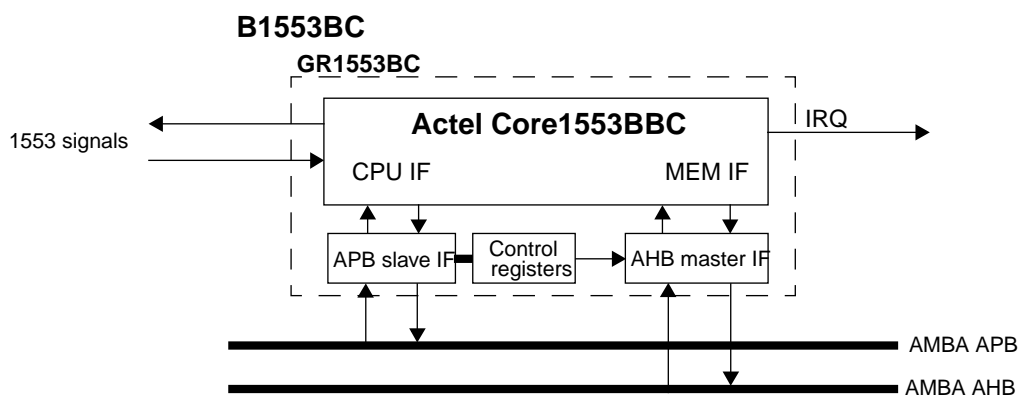 B1553BC
GR1553BC
Actel Core1553BBC
IRQ
1553 signals
CPU IF
MEM IF
APB slave IF
Control
registers
AHB master IF
AMBA APB
AMBA AHB